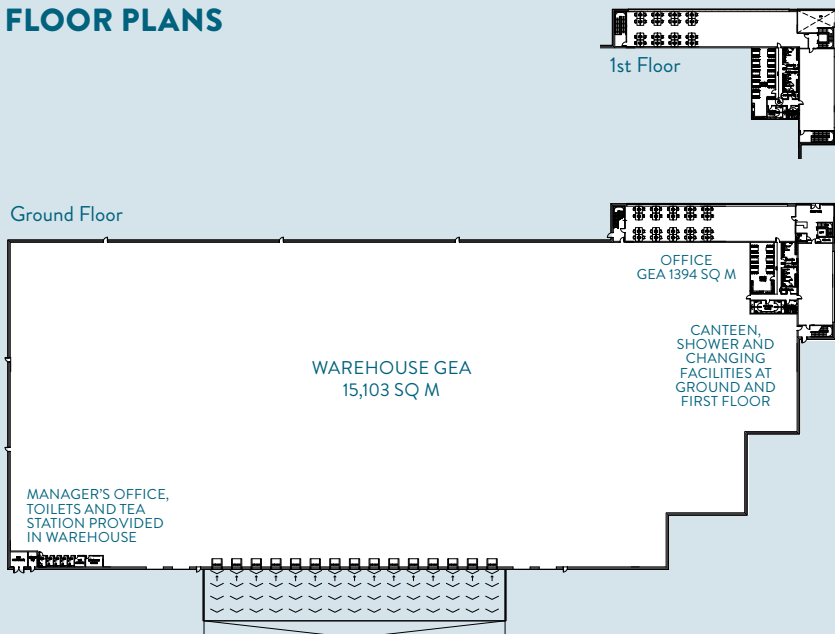 FLOOR PLANS
1st Floor
Ground Floor
OFFICE
GEA 1394 SQ M
CANTEEN,
SHOWER AND
CHANGING
FACILITIES AT
GROUND AND
FIRST FLOOR
WAREHOUSE GEA
15,103 SQ M
MANAGER'S OFFICE,
TOILETS AND TEA
STATION PROVIDED
IN WAREHOUSE